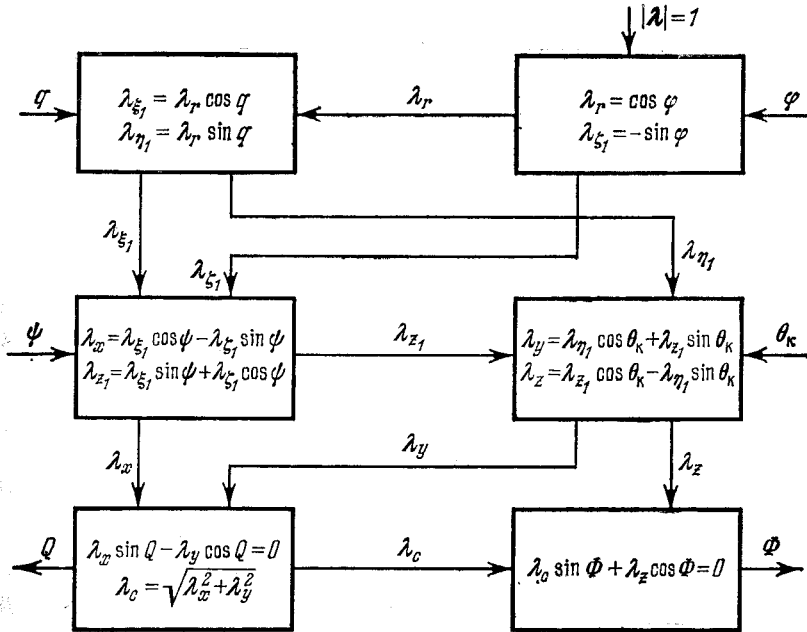 |λ|=1
q
λ_ξ₁ = λ_r cos q
λ_η₁ = λ_r sin q
λ_r
λ_r = cos φ
λ_ζ₁ = -sin φ
φ
λ_ξ₁
λ_ζ₁
λ_η₁
ψ
λ_x = λ_ξ₁ cos ψ - λ_ζ₁ sin ψ
λ_z₁ = λ_ξ₁ sin ψ + λ_ζ₁ cos ψ
λ_z₁
λ_y = λ_η₁ cos θ_к + λ_z₁ sin θ_к
λ_z = λ_z₁ cos θ_к - λ_η₁ sin θ_к
θ_к
λ_x
λ_y
λ_z
Q
λ_x sin Q - λ_y cos Q = 0
λ_c = √(λ_x² + λ_y²)
λ_c
λ_c sin Φ + λ_z cos Φ = 0
Φ